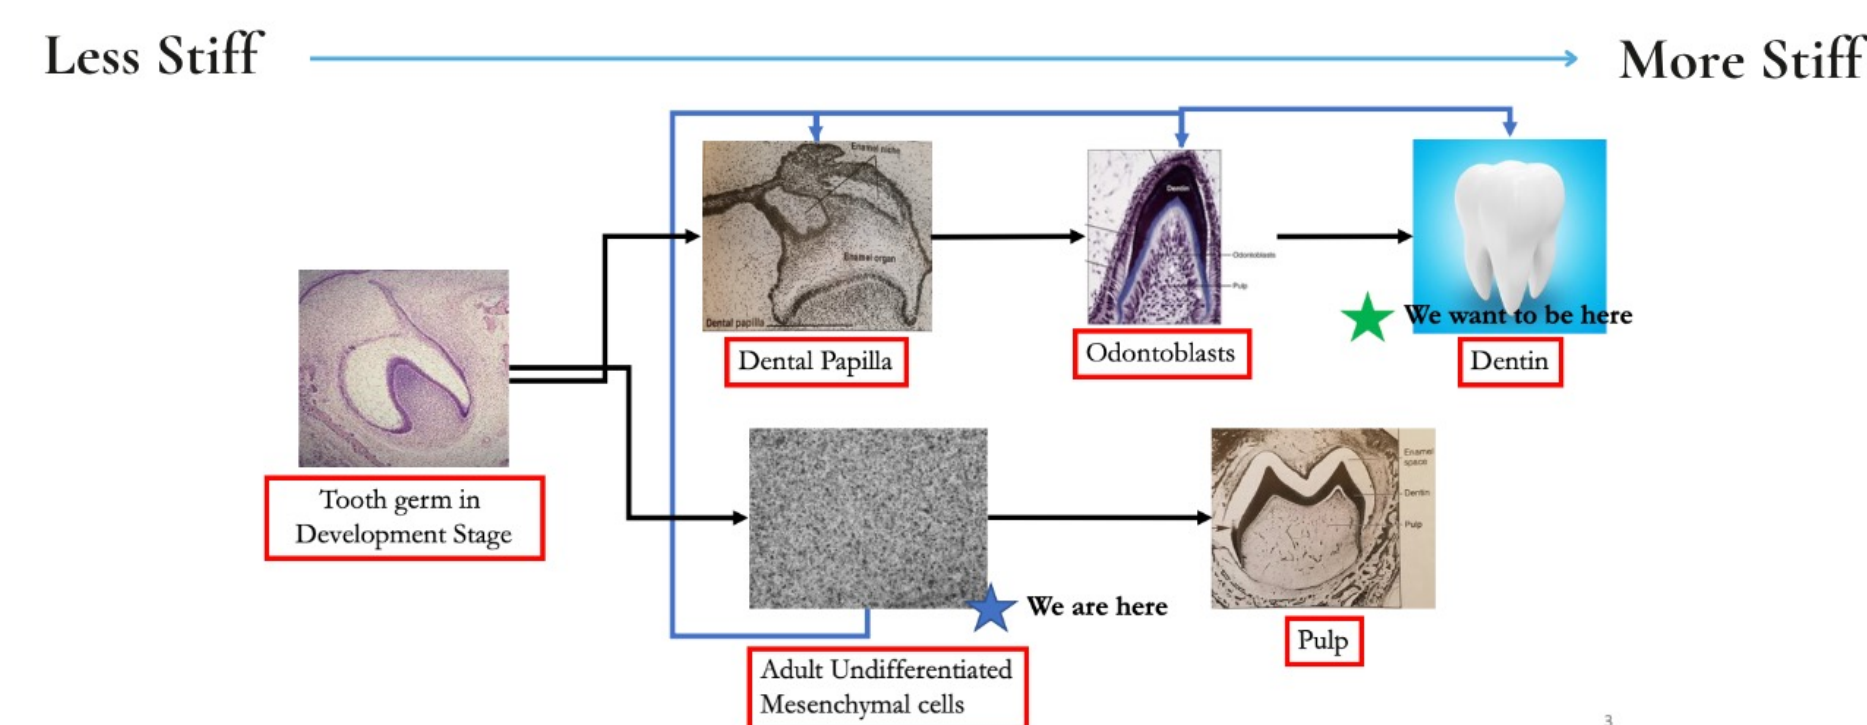 Less Stiff
More Stiff
Enamel niche
Enamel organ
Dental papilla
Dental Papilla
Dentin
Odontoblasts
Pulp
Odontoblasts
We want to be here
Dentin
Tooth germ in
Development Stage
We are here
Adult Undifferentiated
Mesenchymal cells
Enamel
space
Dentin
Pulp
Pulp
3